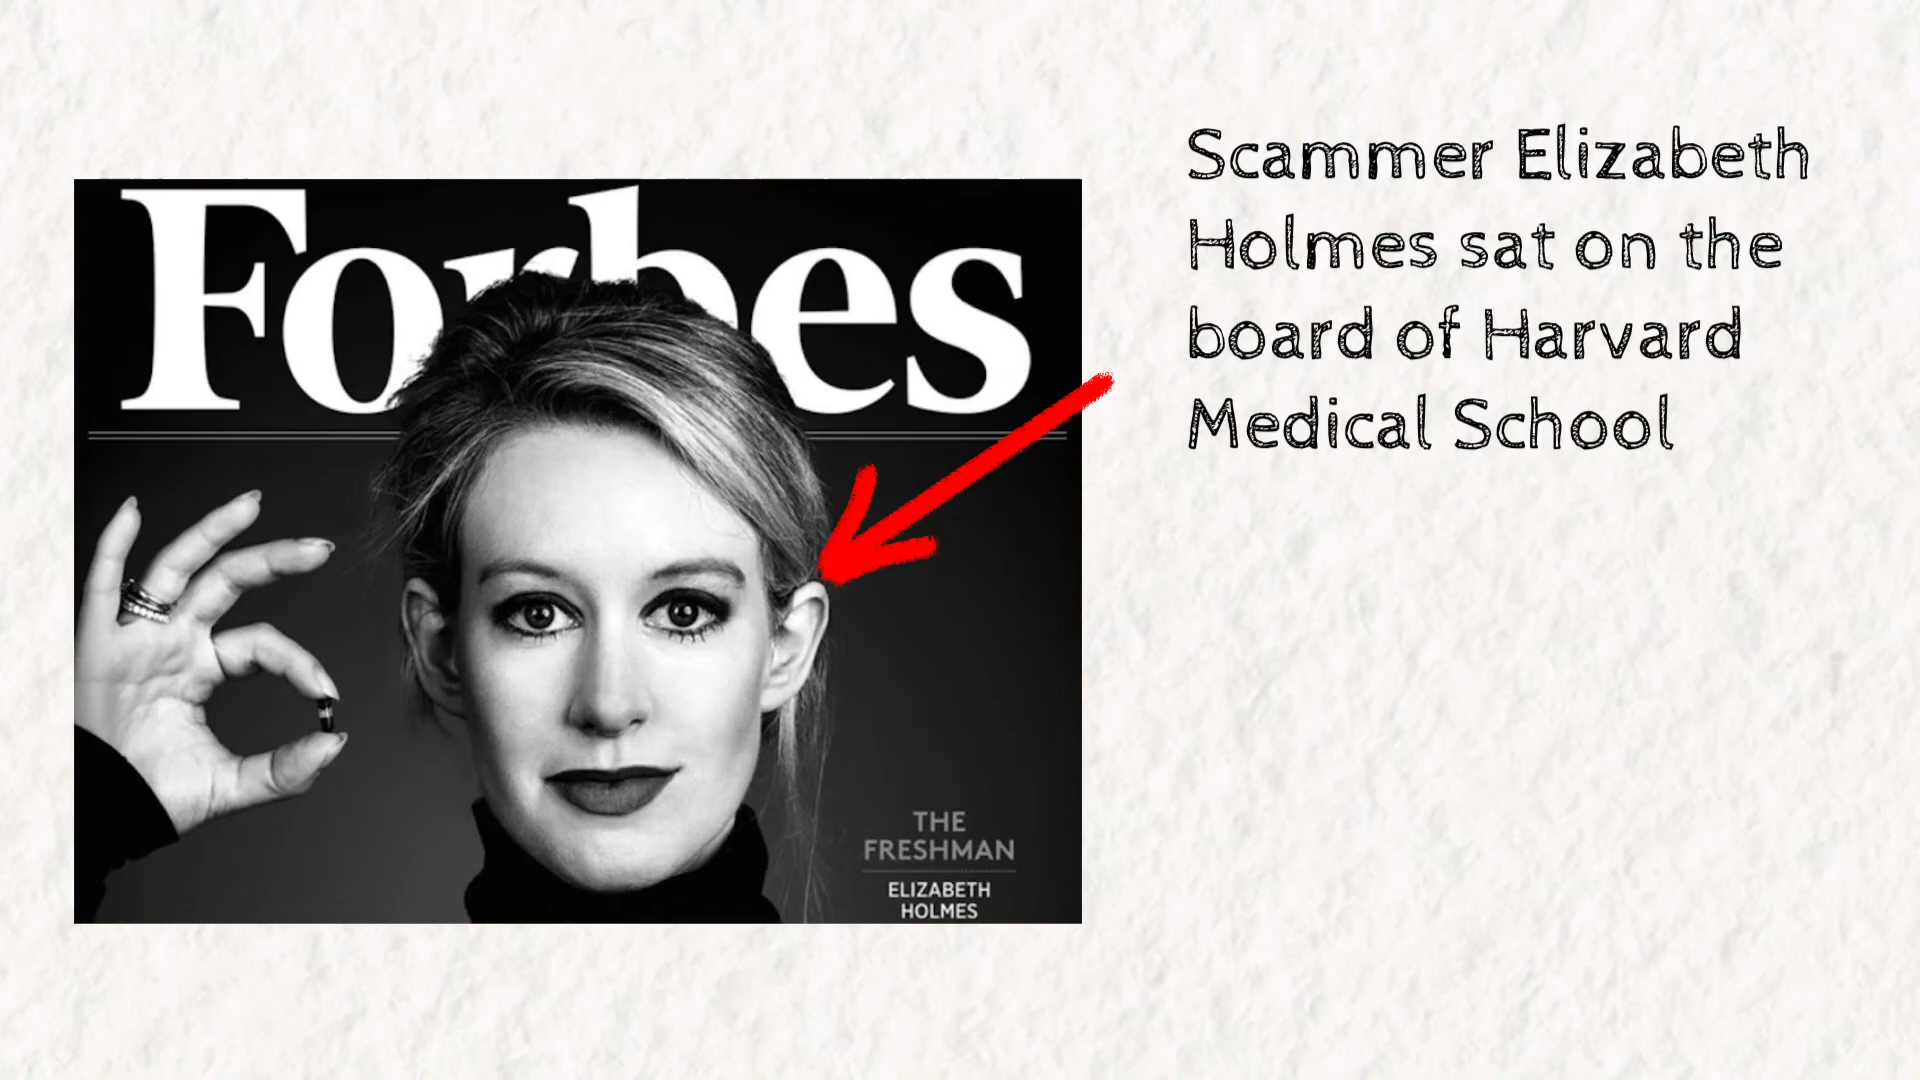 Forbes
THE
FRESHMAN
ELIZABETH
HOLMES
Scammer Elizabeth
Holmes sat on the
board of Harvard
Medical School